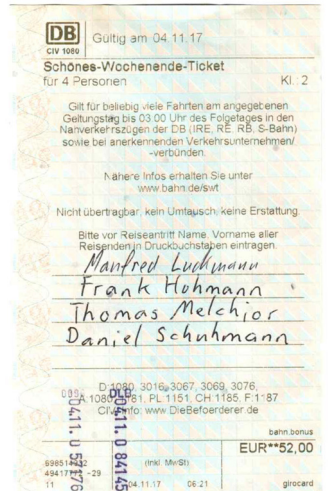 DB
CIV 1080
Gültig am 04.11.17
Schönes-Wochenende-Ticket
für 4 Personen Kl. 2
Gilt für beliebig viele Fahrten am angegebenen
Geltungstag bis 03.00 Uhr des Folgetages in den
Nahverkehrszügen der DB (IRE, RE, RB, S-Bahn)
sowie bei anerkennenden Verkehrsunternehmen/
-verbünden.
Nähere Infos erhalten Sie unter
www.bahn.de/swt
Nicht übertragbar, kein Umtausch, keine Erstattung.
Bitte vor Reiseantritt Name, Vorname aller
Reisenden in Druckbuchstaben eintragen.
Manfred Luckmann
Frank Hohmann
Thomas Melchior
Daniel Schuhmann
D:1080, 3016, 3067, 3069, 3076,
PL:1151, CH:1185, F:1187
CIV-Info: www.DieBefoerderer.de
bahn.bonus
EUR**52,00
(inkl. MwSt)
-29
11 04.11.17 06:21 girocard